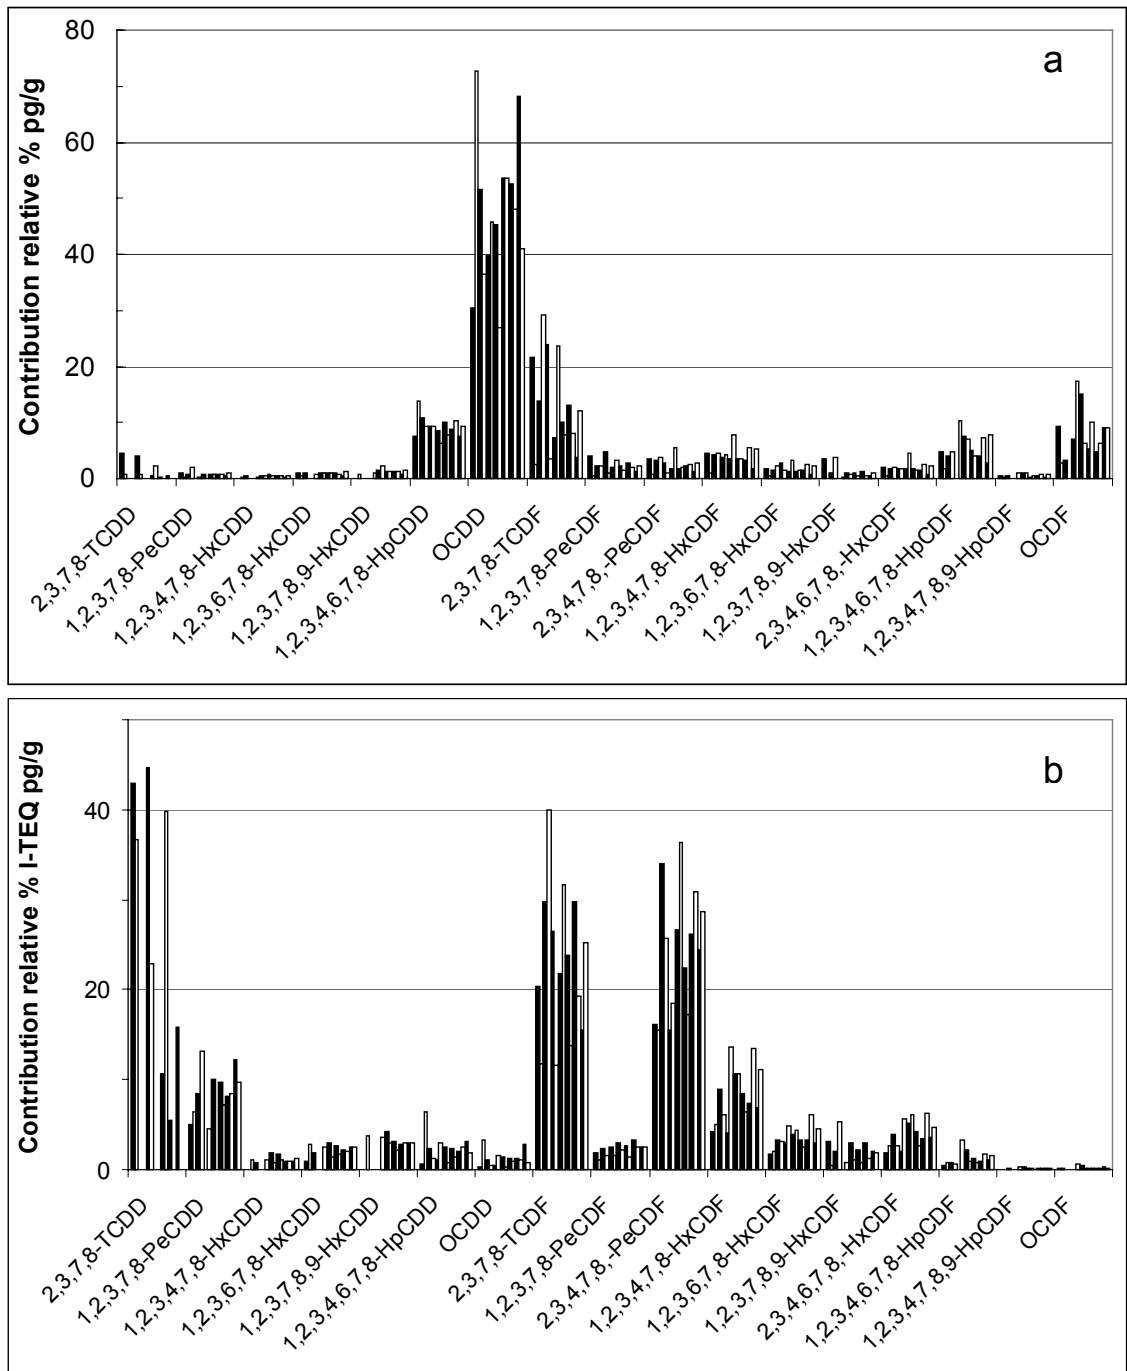 a
Contribution relative % pg/g
80
60
40
20
0
2,3,7,8-TCDD
1,2,3,7,8-PeCDD
1,2,3,4,7,8-HxCDD
1,2,3,6,7,8-HxCDD
1,2,3,7,8,9-HxCDD
1,2,3,4,6,7,8-HpCDD
OCDD
2,3,7,8-TCDF
1,2,3,7,8-PeCDF
2,3,4,7,8,-PeCDF
1,2,3,4,7,8-HxCDF
1,2,3,6,7,8-HxCDF
1,2,3,7,8,9-HxCDF
2,3,4,6,7,8,-HxCDF
1,2,3,4,6,7,8-HpCDF
1,2,3,4,7,8,9-HpCDF
OCDF
b
Contribution relative % I-TEQ pg/g
40
20
0
2,3,7,8-TCDD
1,2,3,7,8-PeCDD
1,2,3,4,7,8-HxCDD
1,2,3,6,7,8-HxCDD
1,2,3,7,8,9-HxCDD
1,2,3,4,6,7,8-HpCDD
OCDD
2,3,7,8-TCDF
1,2,3,7,8-PeCDF
2,3,4,7,8,-PeCDF
1,2,3,4,7,8-HxCDF
1,2,3,6,7,8-HxCDF
1,2,3,7,8,9-HxCDF
2,3,4,6,7,8,-HxCDF
1,2,3,4,6,7,8-HpCDF
1,2,3,4,7,8,9-HpCDF
OCDF